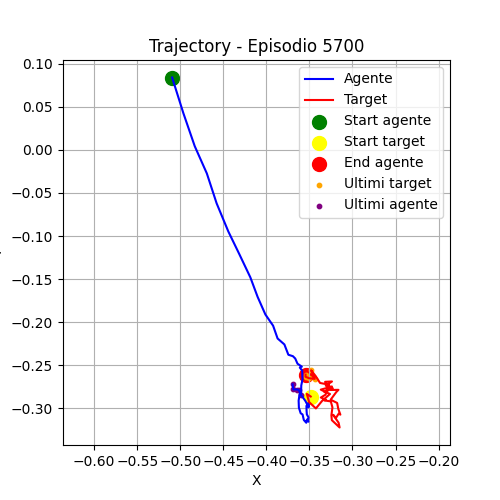 Trajectory - Episodio 5700
0.10
0.05
0.00
−0.05
−0.10
−0.15
−0.20
−0.25
−0.30
Agente
Target
Start agente
Start target
End agente
Ultimi target
Ultimi agente
−0.60 −0.55 −0.50 −0.45 −0.40 −0.35 −0.30 −0.25 −0.20
X